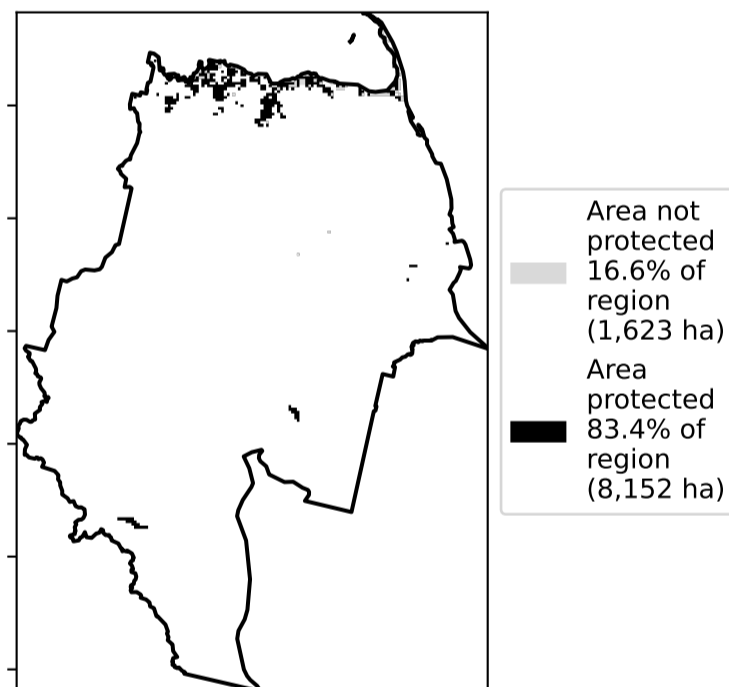 Area not
protected
16.6% of
region
(1,623 ha)
Area
protected
83.4% of
region
(8,152 ha)